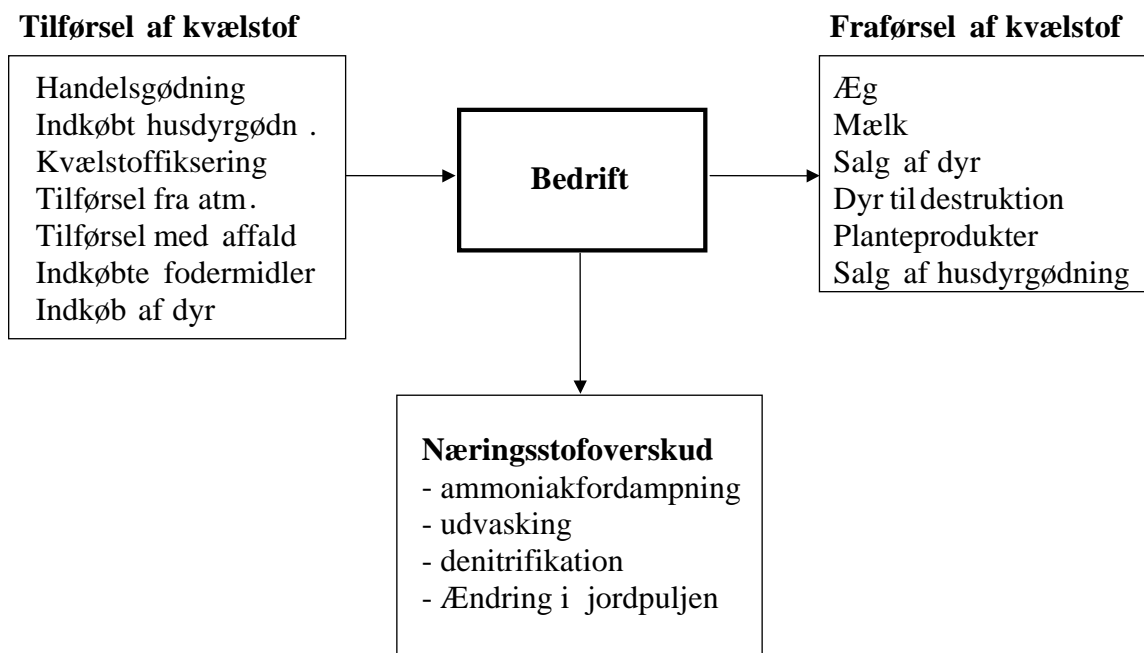 Tilførsel af kvælstof
Handelsgødning
Indkøbt husdyrgødn .
Kvælstoffiksering
Tilførsel fra atm.
Tilførsel med affald
Indkøbte fodermidler
Indkøb af dyr
Bedrift
Fraførsel af kvælstof
Æg
Mælk
Salg af dyr
Dyr til destruktion
Planteprodukter
Salg af husdyrgødning
Næringsstofoverskud
- ammoniakfordampning
- udvasking
- denitrifikation
- Ændring i jordpuljen